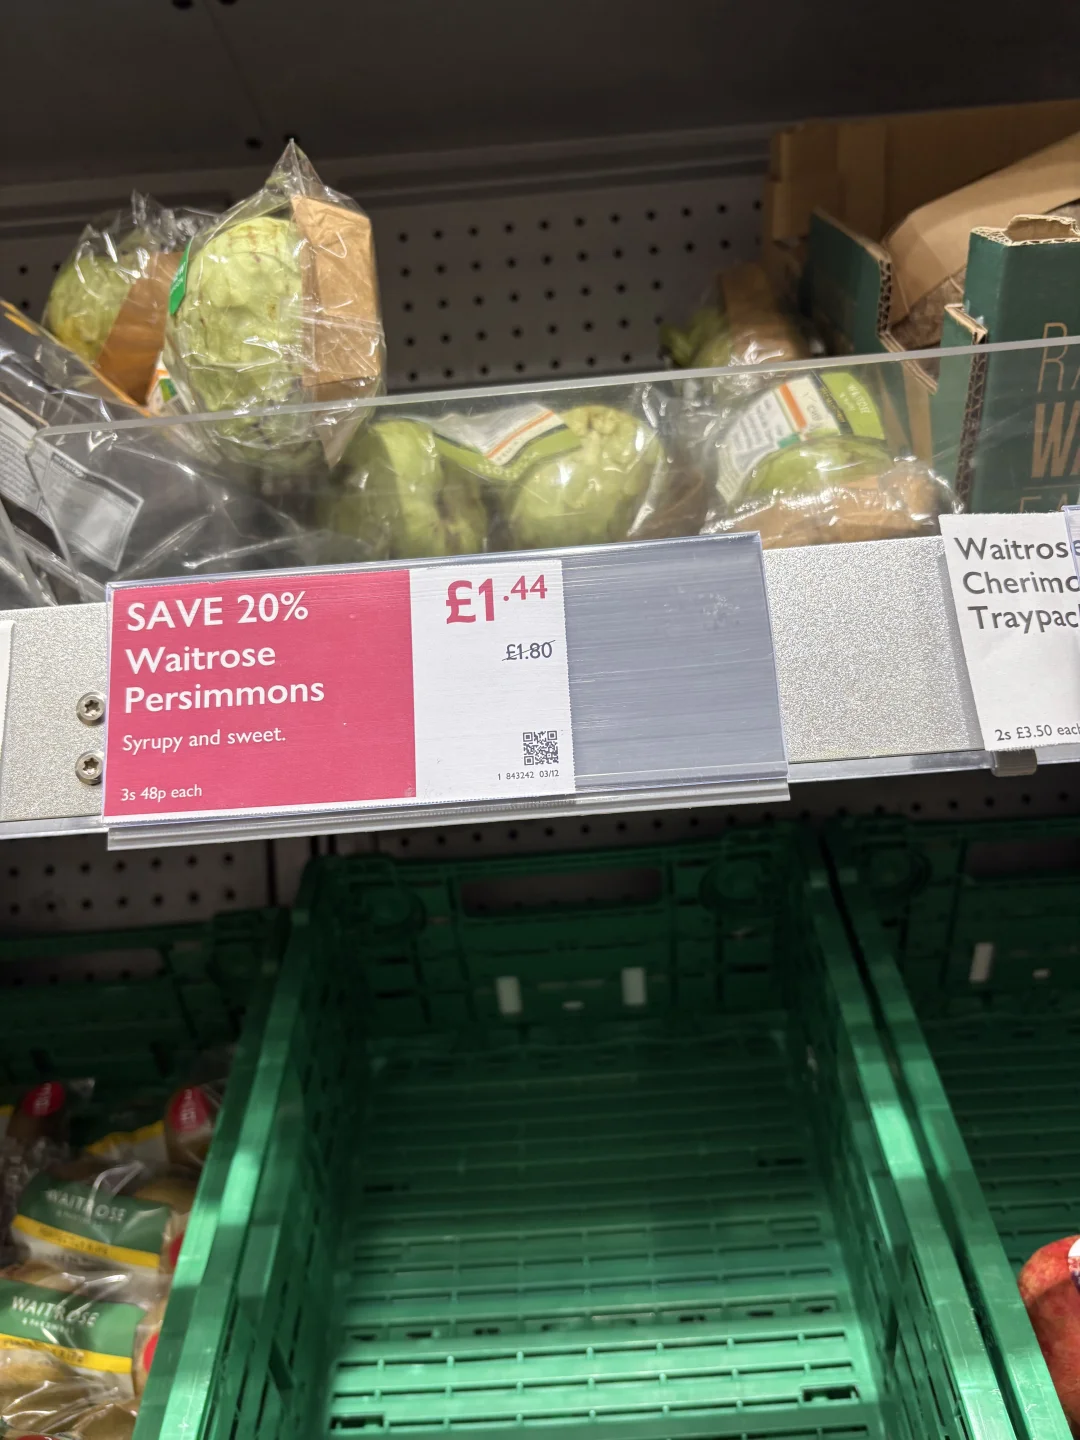 SAVE 20%
Waitrose
Persimmons
Syrupy and sweet.
3s 48p each
£1.44
£1.80
1 843242 03/12
Waitrose
Cherimo
Traypac
2s £3.50 each
WAITROSE
WAITROSE